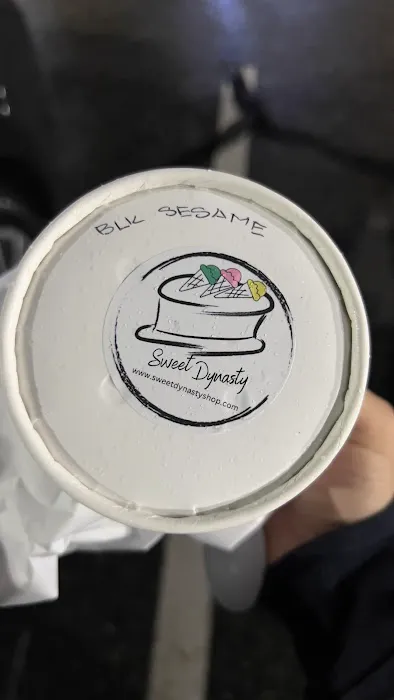 BLK SESAME
Sweet Dynasty
www.sweetdynastyshop.com